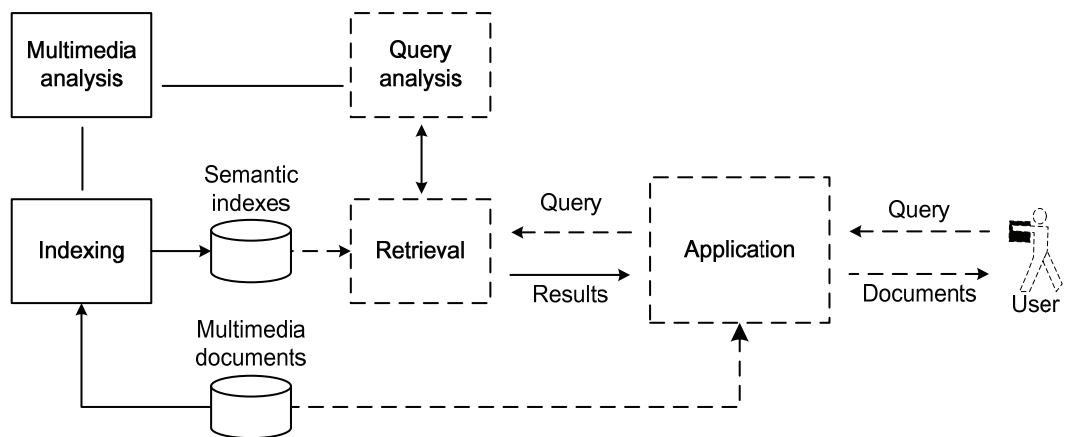 Multimedia
analysis
Query
analysis
Semantic
indexes
Indexing
Retrieval
Query
Results
Application
Query
Documents
User
Multimedia
documents